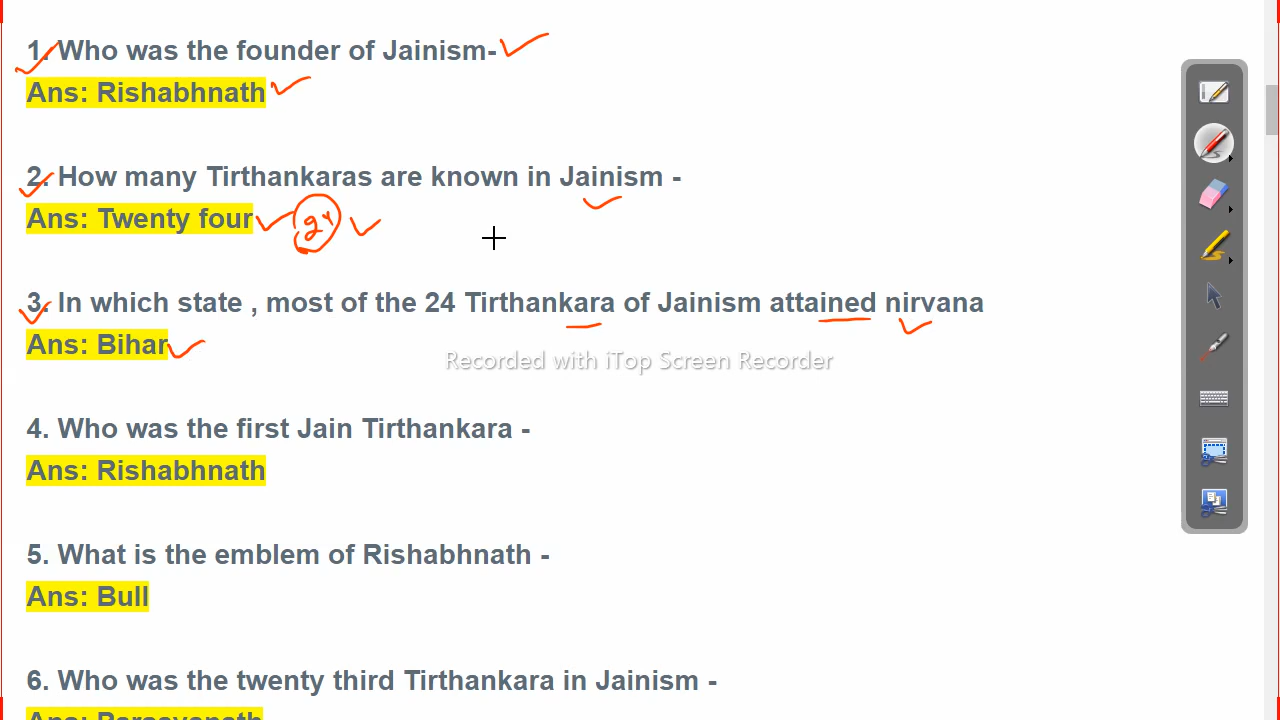 1. Who was the founder of Jainism-
Ans: Rishabhnath
2. How many Tirthankaras are known in Jainism -
Ans: Twenty four 24
3. In which state , most of the 24 Tirthankara of Jainism attained nirvana
Ans: Bihar
Recorded with iTop Screen Recorder
4. Who was the first Jain Tirthankara -
Ans: Rishabhnath
5. What is the emblem of Rishabhnath -
Ans: Bull
6. Who was the twenty third Tirthankara in Jainism -
Ans: